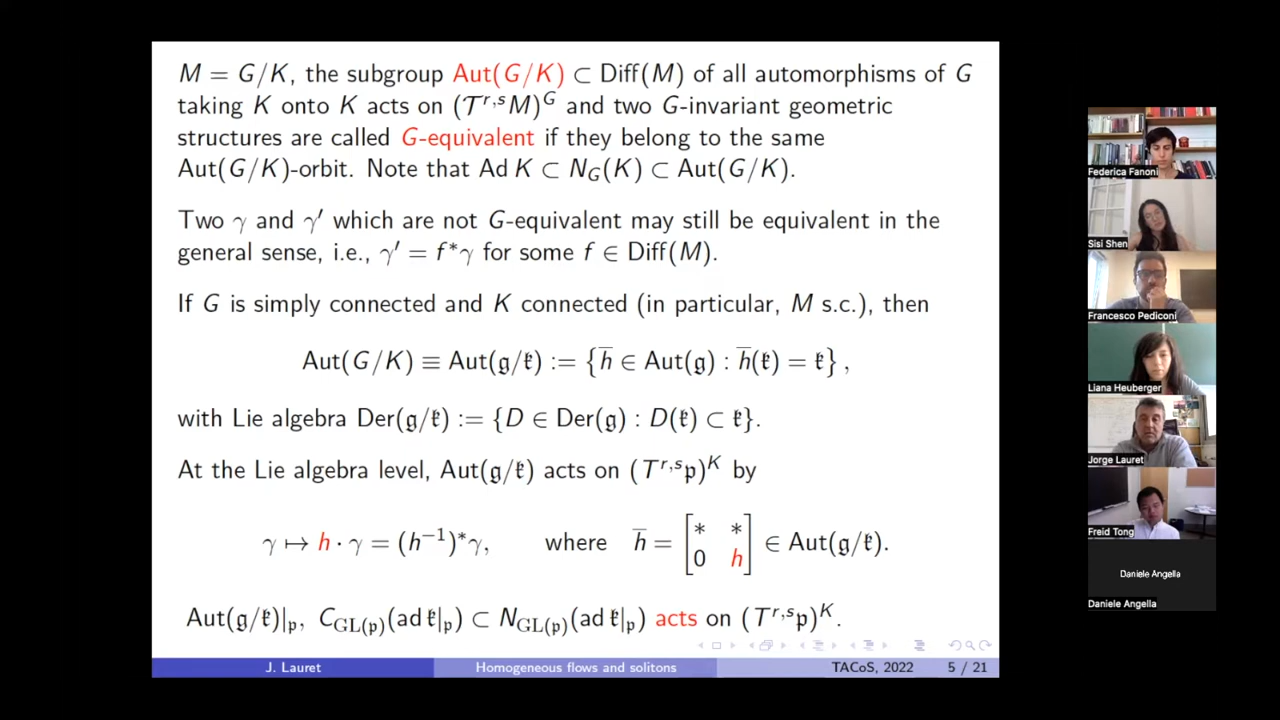 M = G/K, the subgroup Aut(G/K) ⊂ Diff(M) of all automorphisms of G
taking K onto K acts on (𝒯^{r,s}M)^G and two G-invariant geometric
structures are called G-equivalent if they belong to the same
Aut(G/K)-orbit. Note that Ad K ⊂ N_G(K) ⊂ Aut(G/K).
Two γ and γ′ which are not G-equivalent may still be equivalent in the
general sense, i.e., γ′ = f*γ for some f ∈ Diff(M).
If G is simply connected and K connected (in particular, M s.c.), then
Aut(G/K) ≡ Aut(𝔤/𝔨) := {h̅ ∈ Aut(𝔤) : h̅(𝔨) = 𝔨} ,
with Lie algebra Der(𝔤/𝔨) := {D ∈ Der(𝔤) : D(𝔨) ⊂ 𝔨}.
At the Lie algebra level, Aut(𝔤/𝔨) acts on (T^{r,s}𝔭)^K by
γ ↦ h · γ = (h^{-1})*γ, where h̅ = [* * ; 0 h] ∈ Aut(𝔤/𝔨).
Aut(𝔤/𝔨)|_𝔭, C_{GL(𝔭)}(ad 𝔨|_𝔭) ⊂ N_{GL(𝔭)}(ad 𝔨|_𝔭) acts on (T^{r,s}𝔭)^K.
J. Lauret Homogeneous flows and solitons TACoS, 2022 5 / 21
Federica Fanoni
Sisi Shen
Francesco Pediconi
Liana Heuberger
Jorge Lauret
Freid Tong
Daniele Angella
Daniele Angella